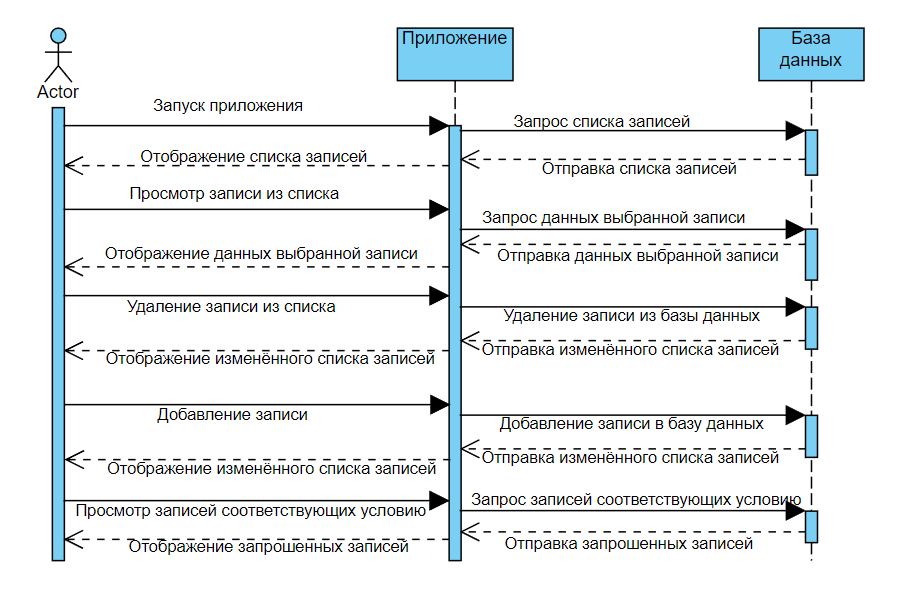 Приложение
База
данных
Actor
Запуск приложения
Запрос списка записей
Отображение списка записей
Отправка списка записей
Просмотр записи из списка
Запрос данных выбранной записи
Отображение данных выбранной записи
Отправка данных выбранной записи
Удаление записи из списка
Удаление записи из базы данных
Отображение изменённого списка записей
Отправка изменённого списка записей
Добавление записи
Добавление записи в базу данных
Отображение изменённого списка записей
Отправка изменённого списка записей
Просмотр записей соответствующих условию
Запрос записей соответствующих условию
Отображение запрошенных записей
Отправка запрошенных записей